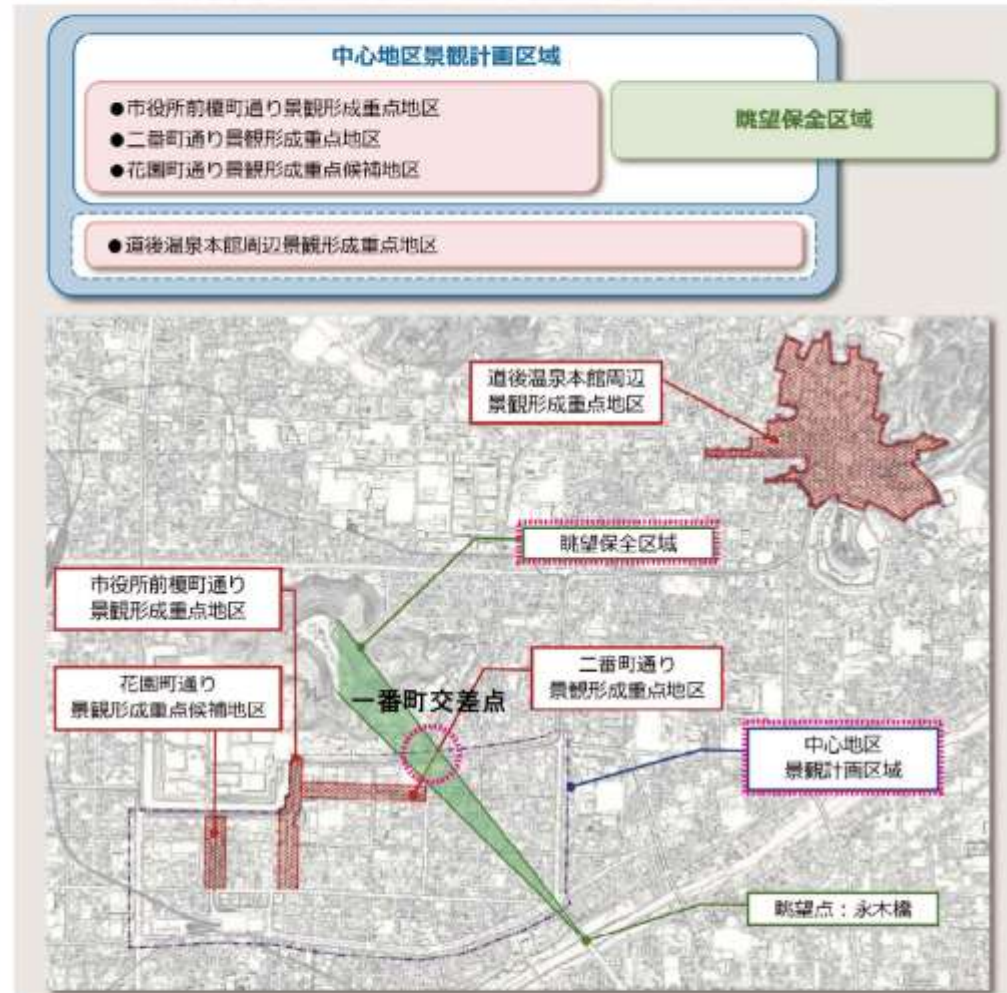 中心地区景観計画区域
●市役所前榎町通り景観形成重点地区
●二番町通り景観形成重点地区
●花園町通り景観形成重点候補地区
眺望保全区域
●道後温泉本館周辺景観形成重点地区
道後温泉本館周辺
景観形成重点地区
眺望保全区域
市役所前榎町通り
景観形成重点地区
二番町通り
景観形成重点地区
花園町通り
景観形成重点候補地区
一番町交差点
中心地区
景観計画区域
眺望点：永木橋